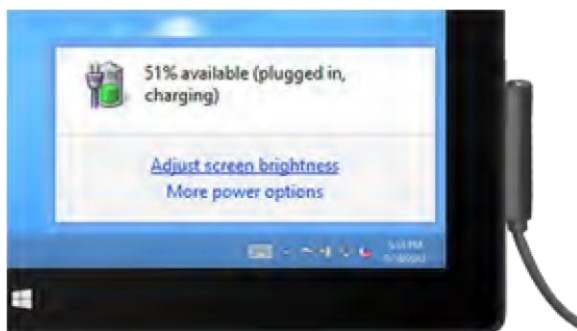 51% available (plugged in,
charging)
Adjust screen brightness
More power options